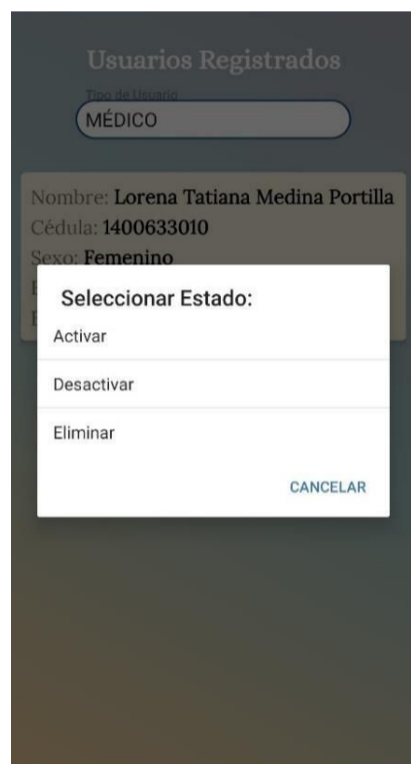 Usuarios Registrados
Tipo de Usuario
MÉDICO
Nombre: Lorena Tatiana Medina Portilla
Cédula: 1400633010
Sexo: Femenino
Seleccionar Estado:
Activar
Desactivar
Eliminar
CANCELAR